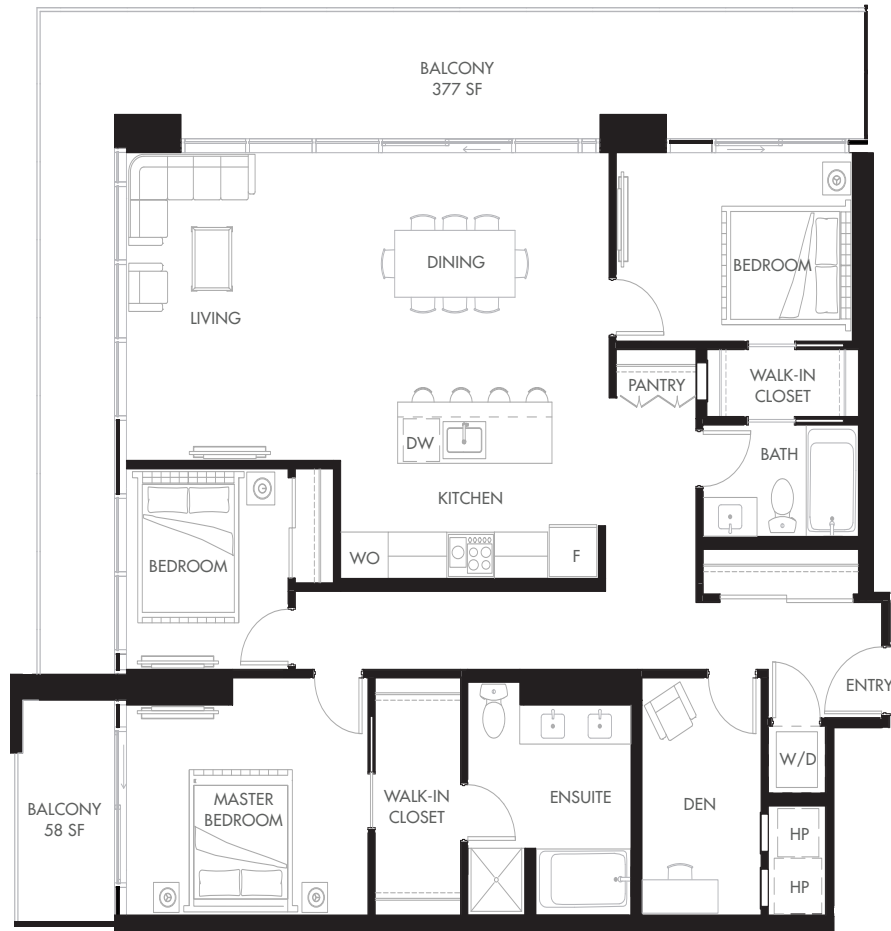 BALCONY
377 SF
DINING
BEDROOM
LIVING
PANTRY
WALK-IN
CLOSET
DW
BATH
KITCHEN
WO
F
BEDROOM
ENTRY
W/D
BALCONY
58 SF
MASTER
BEDROOM
WALK-IN
CLOSET
ENSUITE
DEN
HP
HP